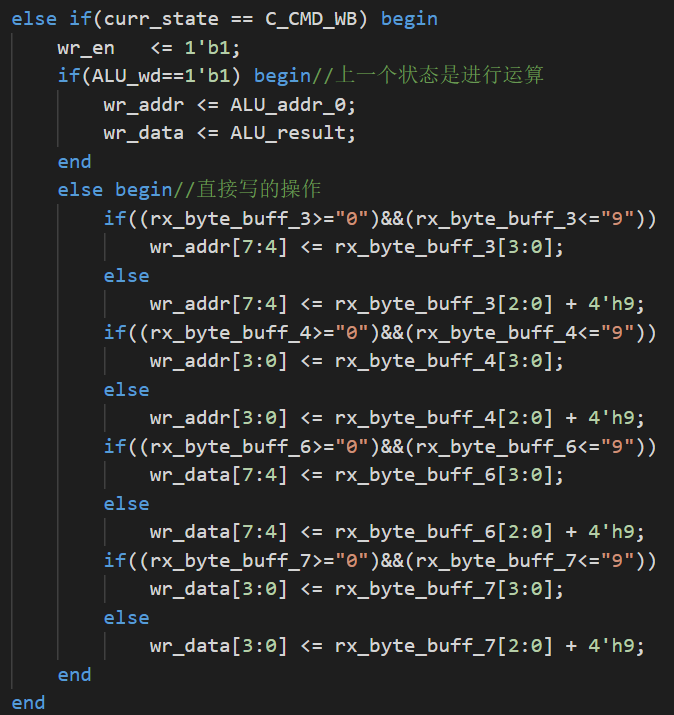 else if(curr_state == C_CMD_WB) begin
    wr_en   <= 1'b1;
    if(ALU_wd==1'b1) begin//上一个状态是进行运算
        wr_addr <= ALU_addr_0;
        wr_data <= ALU_result;
    end
    else begin//直接写的操作
        if((rx_byte_buff_3>="0")&&(rx_byte_buff_3<="9"))
            wr_addr[7:4] <= rx_byte_buff_3[3:0];
        else
            wr_addr[7:4] <= rx_byte_buff_3[2:0] + 4'h9;
        if((rx_byte_buff_4>="0")&&(rx_byte_buff_4<="9"))
            wr_addr[3:0] <= rx_byte_buff_4[3:0];
        else
            wr_addr[3:0] <= rx_byte_buff_4[2:0] + 4'h9;
        if((rx_byte_buff_6>="0")&&(rx_byte_buff_6<="9"))
            wr_data[7:4] <= rx_byte_buff_6[3:0];
        else
            wr_data[7:4] <= rx_byte_buff_6[2:0] + 4'h9;
        if((rx_byte_buff_7>="0")&&(rx_byte_buff_7<="9"))
            wr_data[3:0] <= rx_byte_buff_7[3:0];
        else
            wr_data[3:0] <= rx_byte_buff_7[2:0] + 4'h9;
    end
end